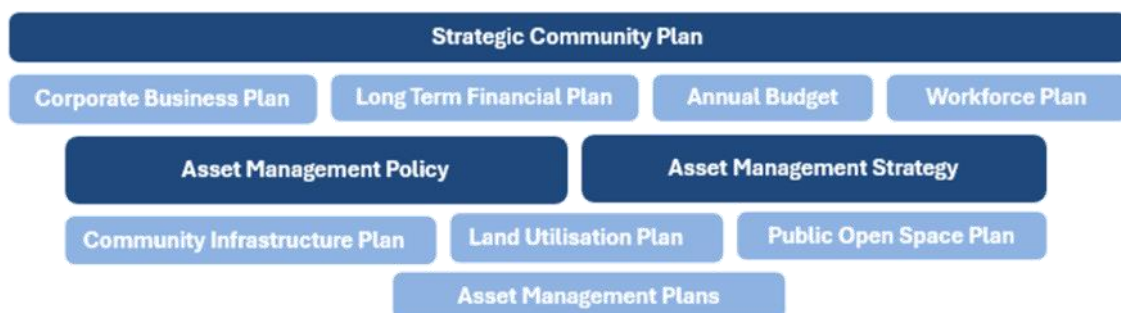 Strategic Community Plan
Corporate Business Plan
Long Term Financial Plan
Annual Budget
Workforce Plan
Asset Management Policy
Asset Management Strategy
Community Infrastructure Plan
Land Utilisation Plan
Public Open Space Plan
Asset Management Plans